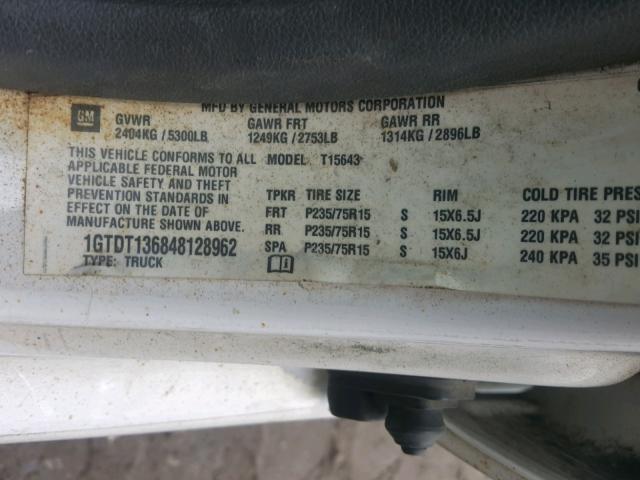 MFD BY GENERAL MOTORS CORPORATION
GM
GVWR GAWR FRT GAWR RR
2404KG / 5300LB 1249KG / 2753LB 1314KG / 2896LB
THIS VEHICLE CONFORMS TO ALL MODEL T15643
APPLICABLE FEDERAL MOTOR
VEHICLE SAFETY AND THEFT
PREVENTION STANDARDS IN
EFFECT ON THE DATE OF
MANUFACTURE SHOWN ABOVE.
1GTDT136848128962
TYPE: TRUCK
TPKR TIRE SIZE RIM COLD TIRE PRESSURE
FRT P235/75R15 S 15X6.5J 220 KPA 32 PSI
RR P235/75R15 S 15X6.5J 220 KPA 32 PSI
SPA P235/75R15 S 15X6J 240 KPA 35 PSI